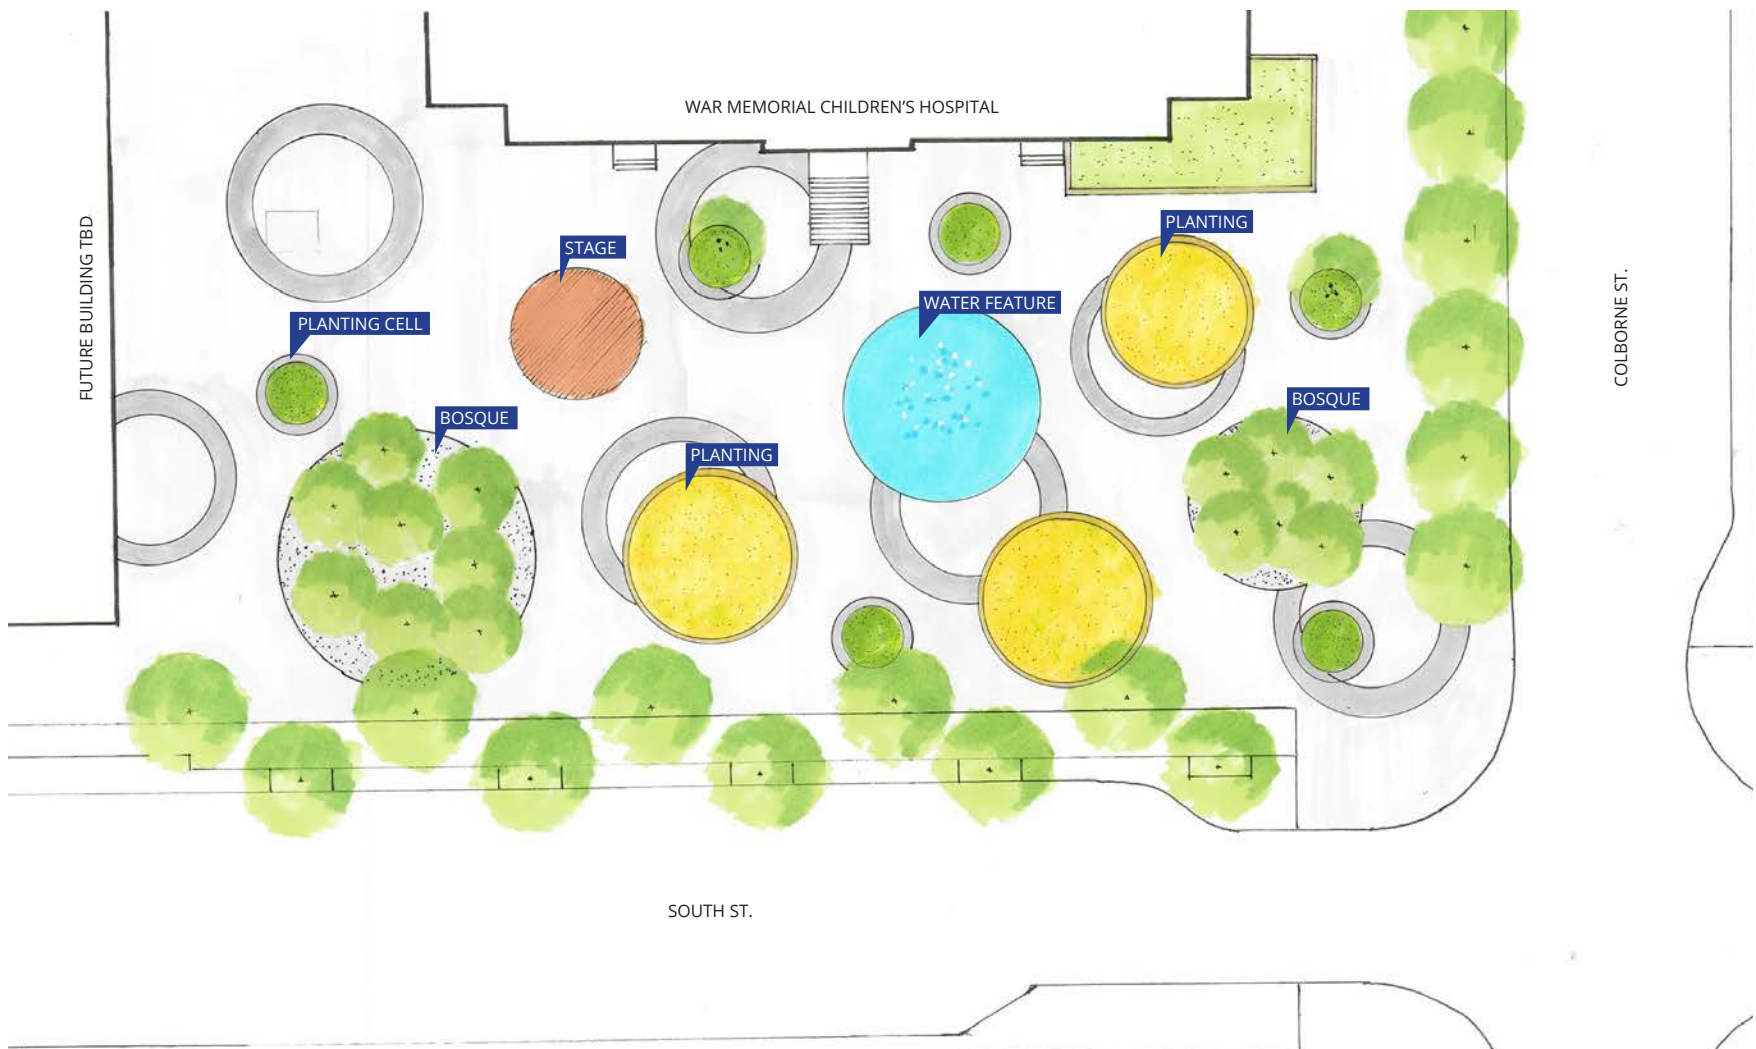 WAR MEMORIAL CHILDREN'S HOSPITAL
FUTURE BUILDING TBD
STAGE
PLANTING
PLANTING CELL
WATER FEATURE
COLBORNE ST.
BOSQUE
BOSQUE
PLANTING
SOUTH ST.